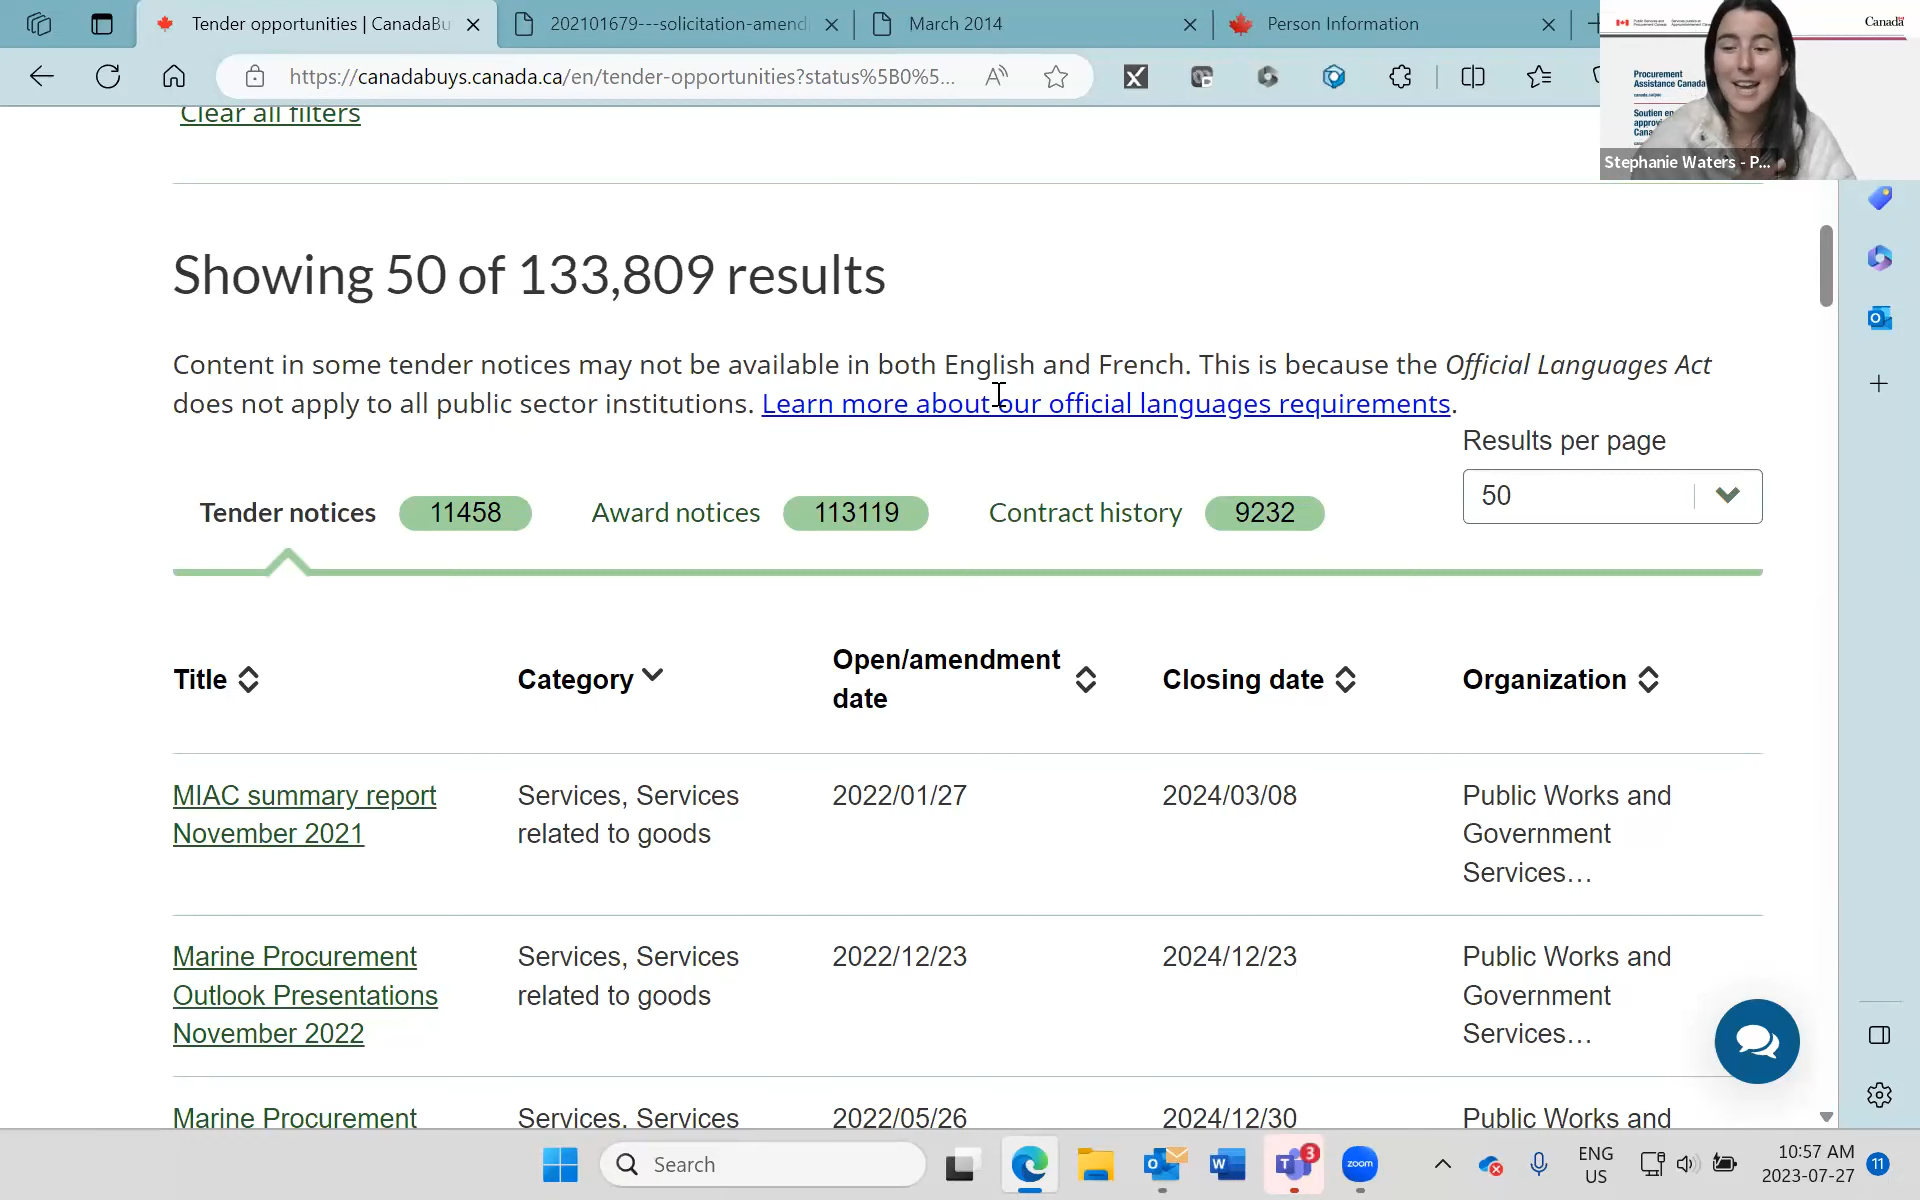 Tender opportunities | CanadaBu
202101679---solicitation-amend
March 2014
Person Information
https://canadabuys.canada.ca/en/tender-opportunities?status%5B0%5...
Canada
Procurement
Assistance Canada
Soutien en
Stephanie Waters - P...
Clear all filters
Showing 50 of 133,809 results
Content in some tender notices may not be available in both English and French. This is because the Official Languages Act
does not apply to all public sector institutions. Learn more about our official languages requirements.
Results per page
50
Tender notices 11458 Award notices 113119 Contract history 9232
Title Category Open/amendment date Closing date Organization
MIAC summary report Services, Services 2022/01/27 2024/03/08 Public Works and
November 2021 related to goods Government
Services...
Marine Procurement Services, Services 2022/12/23 2024/12/23 Public Works and
Outlook Presentations related to goods Government
November 2022 Services...
Marine Procurement Services, Services 2022/05/26 2024/12/30 Public Works and
Search
3
zoom
ENG
US
10:57 AM
2023-07-27
11